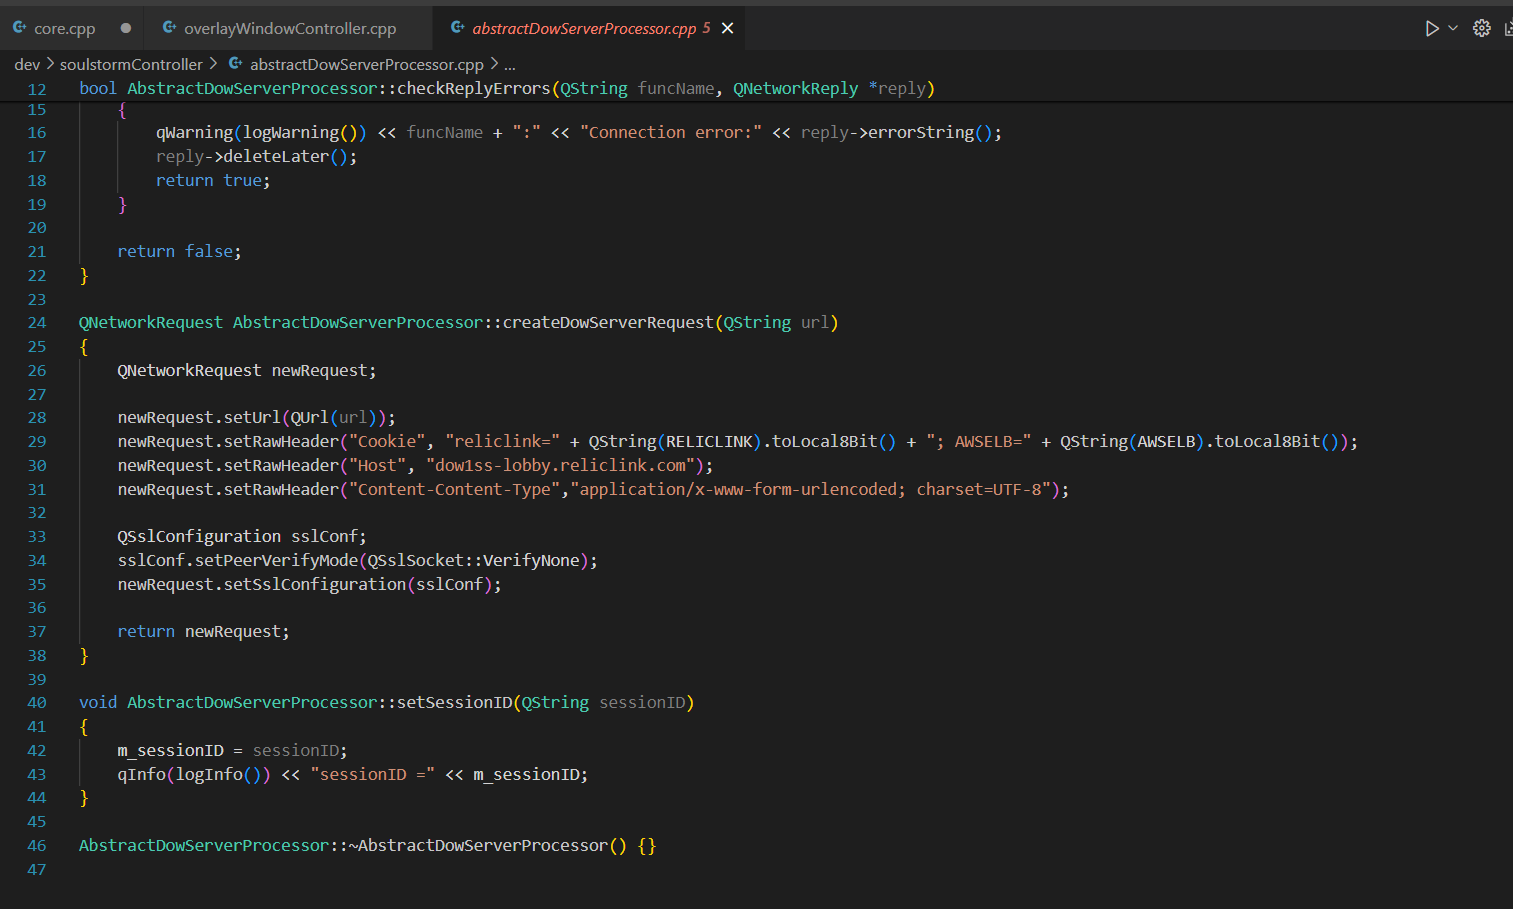 core.cpp ● overlayWindowController.cpp abstractDowServerProcessor.cpp 5 ×
dev > soulstormController > abstractDowServerProcessor.cpp > ...
12 bool AbstractDowServerProcessor::checkReplyErrors(QString funcName, QNetworkReply *reply)
15 {
16 qWarning(logWarning()) << funcName + ":" << "Connection error:" << reply->errorString();
17 reply->deleteLater();
18 return true;
19 }
20
21 return false;
22 }
23
24 QNetworkRequest AbstractDowServerProcessor::createDowServerRequest(QString url)
25 {
26 QNetworkRequest newRequest;
27
28 newRequest.setUrl(QUrl(url));
29 newRequest.setRawHeader("Cookie", "reliclink=" + QString(RELICLINK).toLocal8Bit() + "; AWSELB=" + QString(AWSELB).toLocal8Bit());
30 newRequest.setRawHeader("Host", "dow1ss-lobby.reliclink.com");
31 newRequest.setRawHeader("Content-Content-Type","application/x-www-form-urlencoded; charset=UTF-8");
32
33 QSslConfiguration sslConf;
34 sslConf.setPeerVerifyMode(QSslSocket::VerifyNone);
35 newRequest.setSslConfiguration(sslConf);
36
37 return newRequest;
38 }
39
40 void AbstractDowServerProcessor::setSessionID(QString sessionID)
41 {
42 m_sessionID = sessionID;
43 qInfo(logInfo()) << "sessionID =" << m_sessionID;
44 }
45
46 AbstractDowServerProcessor::~AbstractDowServerProcessor() {}
47